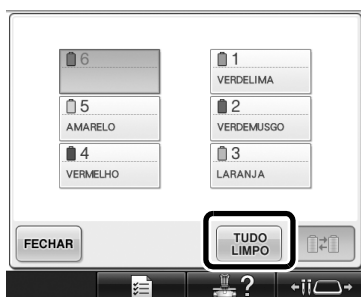 6
1
VERDELIMA
5
AMARELO
2
VERDEMUSGO
4
VERMELHO
3
LARANJA
FECHAR
TUDO
LIMPO
?